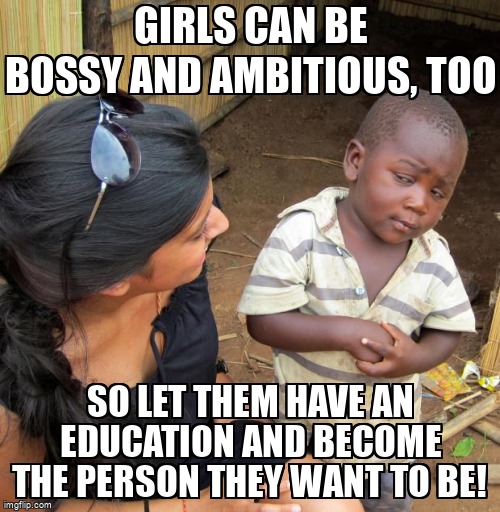 GIRLS CAN BE
BOSSY AND AMBITIOUS, TOO
SO LET THEM HAVE AN
EDUCATION AND BECOME
THE PERSON THEY WANT TO BE!
imgflip.com